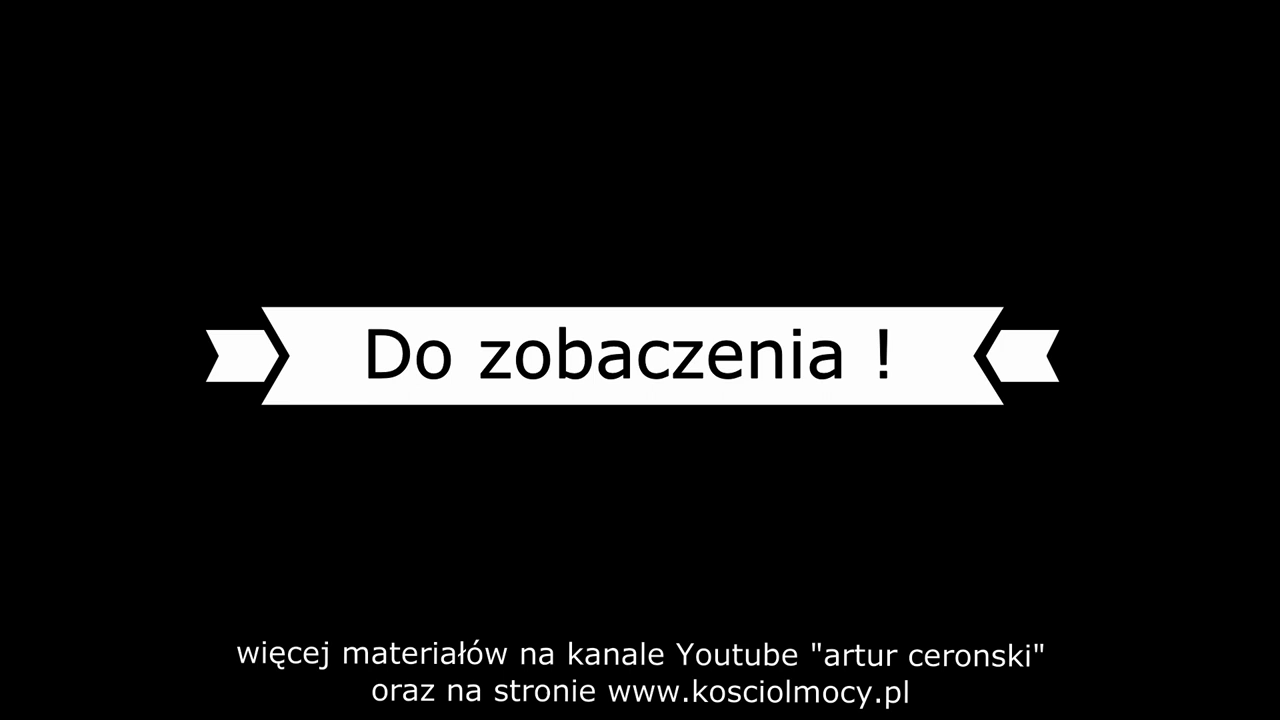 Do zobaczenia !
więcej materiałów na kanale Youtube "artur ceronski"
oraz na stronie www.kosciolmocy.pl